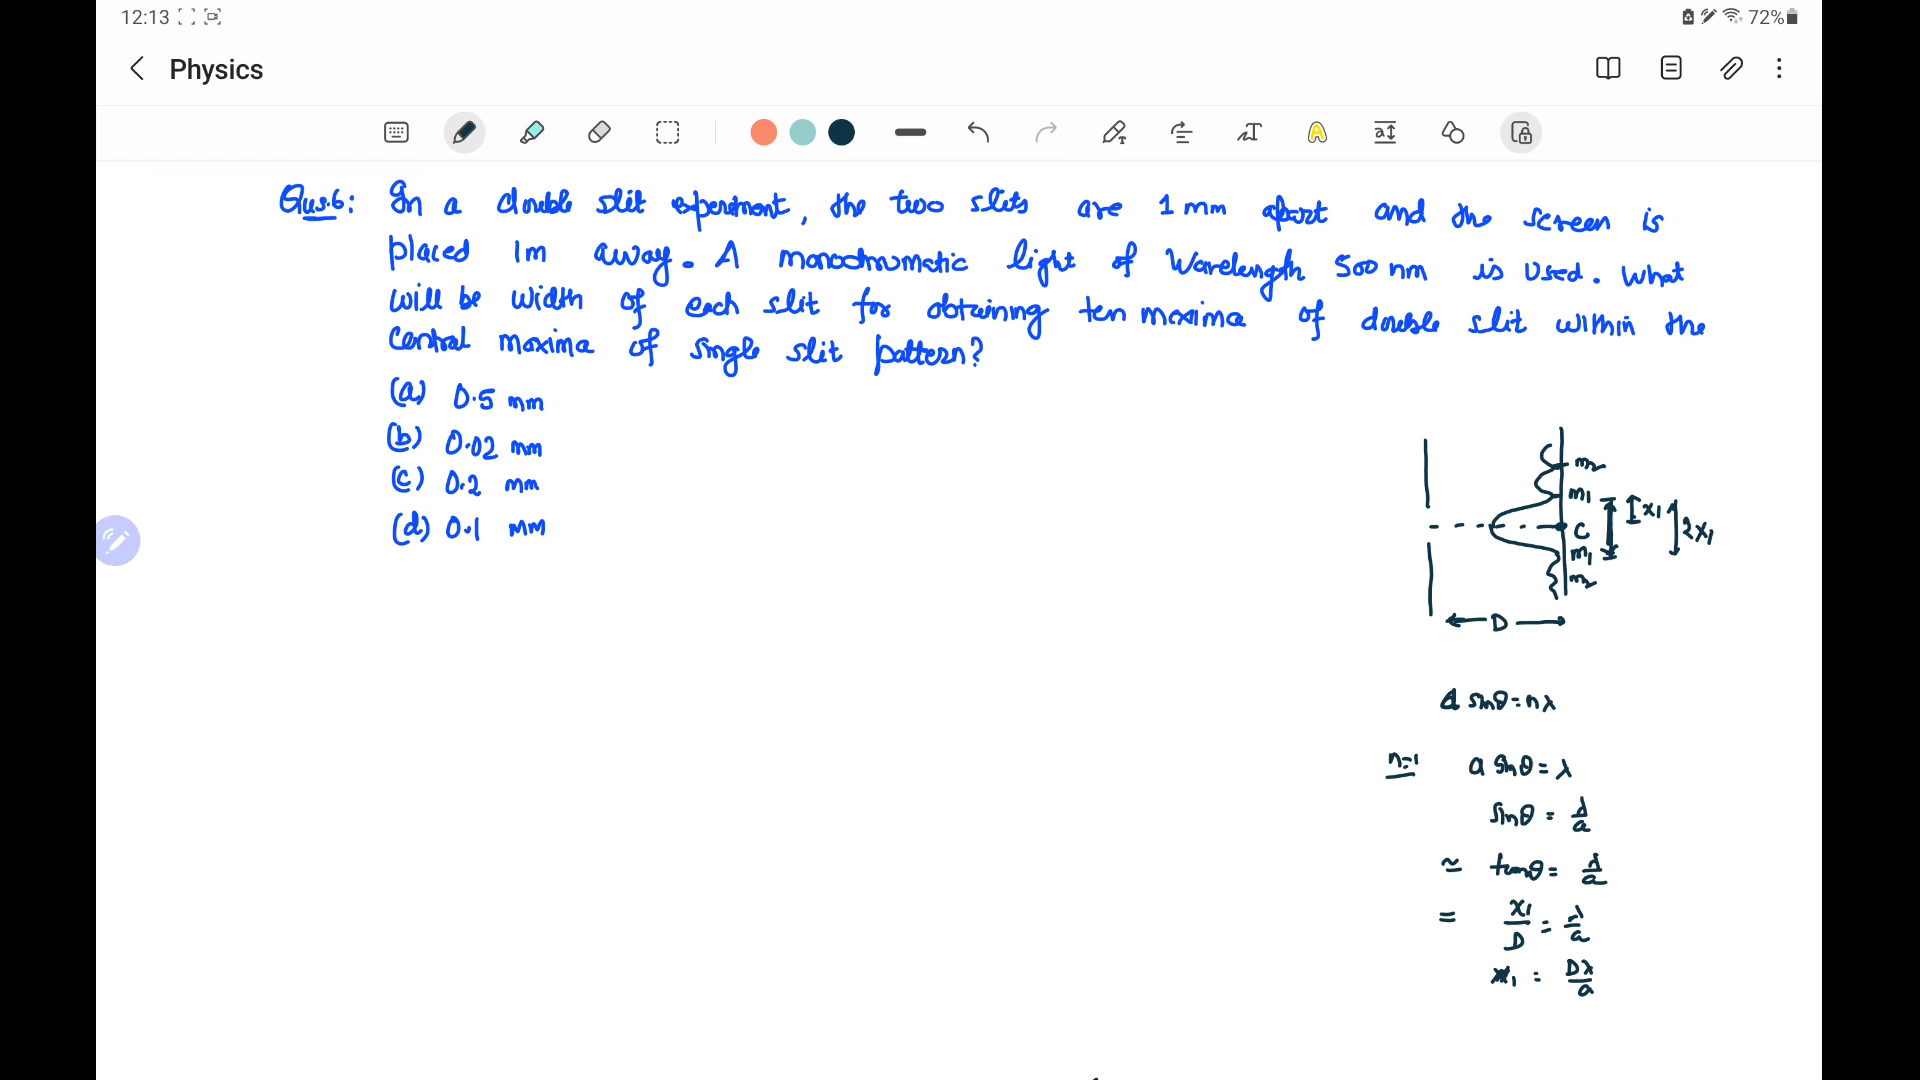 12:13
72%
Physics
Ques.6: In a double slit experiment, the two slits are 1 mm apart and the screen is
placed 1m away. A monochromatic light of Wavelength 500 nm is used. What
will be width of each slit for obtaining ten maxima of double slit within the
Central maxima of single slit pattern?
(a) 0.5 mm
(b) 0.02 mm
(c) 0.2 mm
(d) 0.1 mm
m2
m1
x1
C
2x1
m1
m2
D
a sinθ = nλ
n=1 a sinθ = λ
sinθ = λ/a
≃ tanθ = λ/a
= x1/D = λ/a
x1 = Dλ/a